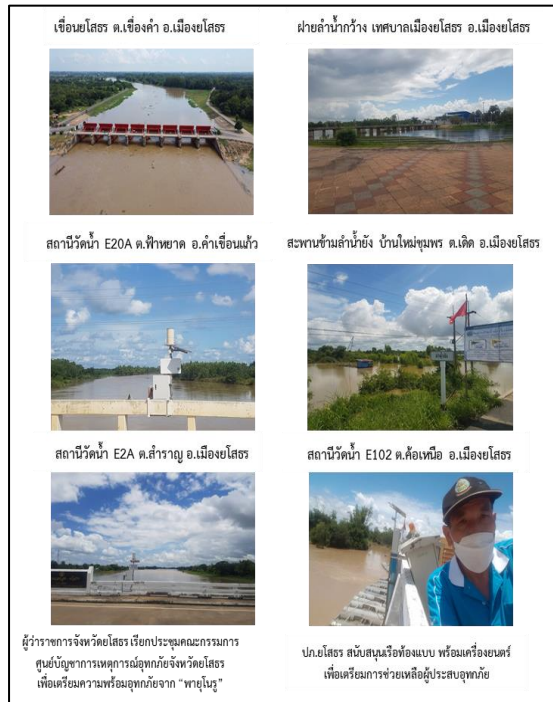 เขื่อนยโสธร ต.เขื่องคำ อ.เมืองยโสธร
ฝายลำน้ำกว้าง เทศบาลเมืองยโสธร อ.เมืองยโสธร
สถานีวัดน้ำ E20A ต.ฟ้าหยาด อ.คำเขื่อนแก้ว
สะพานข้ามลำน้ำยัง บ้านใหม่ชุมพร ต.เดิด อ.เมืองยโสธร
สถานีวัดน้ำ E2A ต.สำราญ อ.เมืองยโสธร
สถานีวัดน้ำ E102 ต.ค้อเหนือ อ.เมืองยโสธร
ผู้ว่าราชการจังหวัดยโสธร เรียกประชุมคณะกรรมการ
ศูนย์บัญชาการเหตุการณ์อุทกภัยจังหวัดยโสธร
เพื่อเตรียมความพร้อมอุทกภัยจาก "พายุโนรู"
ปภ.ยโสธร สนับสนุนเรือท้องแบบ พร้อมเครื่องยนต์
เพื่อเตรียมการช่วยเหลือผู้ประสบอุทกภัย